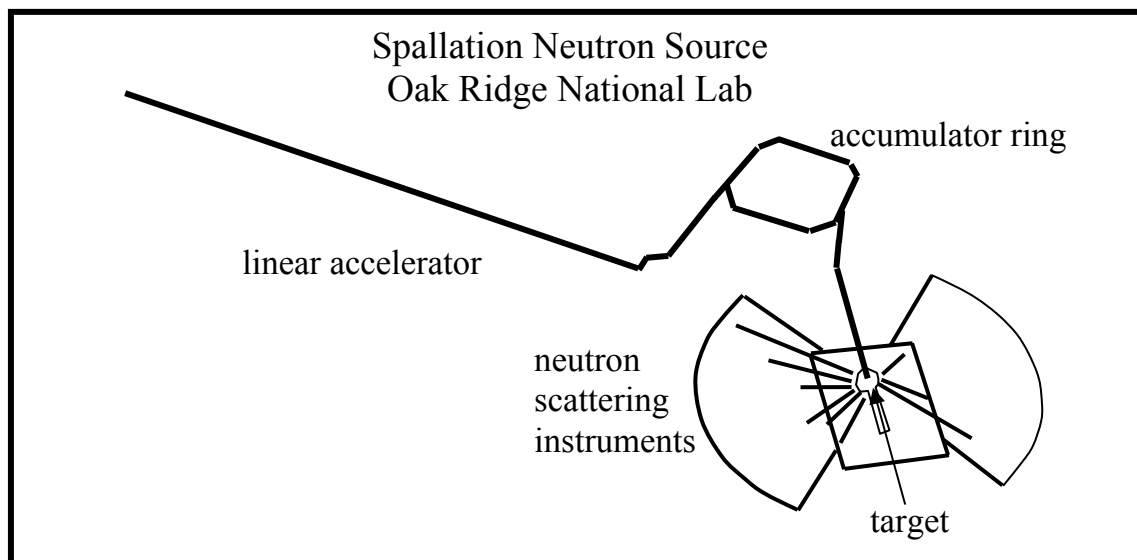 Spallation Neutron Source
Oak Ridge National Lab
accumulator ring
linear accelerator
neutron
scattering
instruments
target